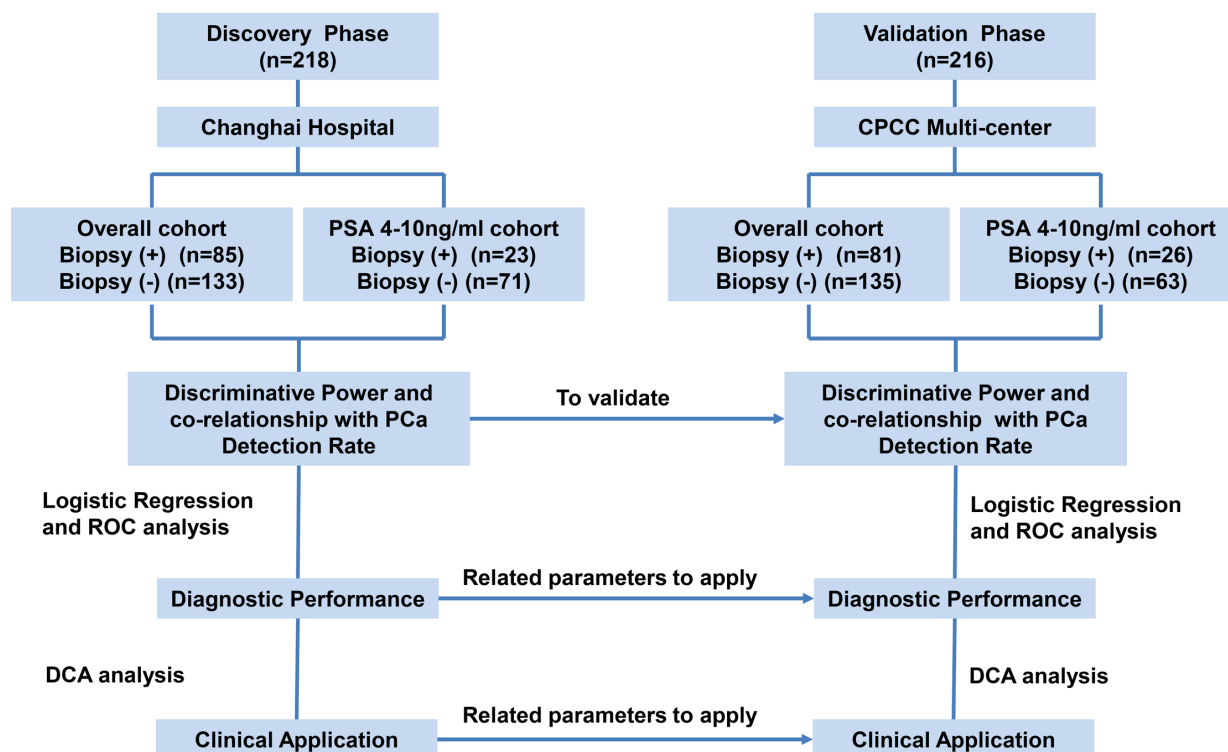 Discovery Phase
(n=218)
Validation Phase
(n=216)
Changhai Hospital
CPCC Multi-center
Overall cohort
Biopsy (+) (n=85)
Biopsy (-) (n=133)
PSA 4-10ng/ml cohort
Biopsy (+) (n=23)
Biopsy (-) (n=71)
Overall cohort
Biopsy (+) (n=81)
Biopsy (-) (n=135)
PSA 4-10ng/ml cohort
Biopsy (+) (n=26)
Biopsy (-) (n=63)
Discriminative Power and
co-relationship with PCa
Detection Rate
To validate
Discriminative Power and
co-relationship with PCa
Detection Rate
Logistic Regression
and ROC analysis
Logistic Regression
and ROC analysis
Diagnostic Performance
Related parameters to apply
Diagnostic Performance
DCA analysis
DCA analysis
Clinical Application
Related parameters to apply
Clinical Application